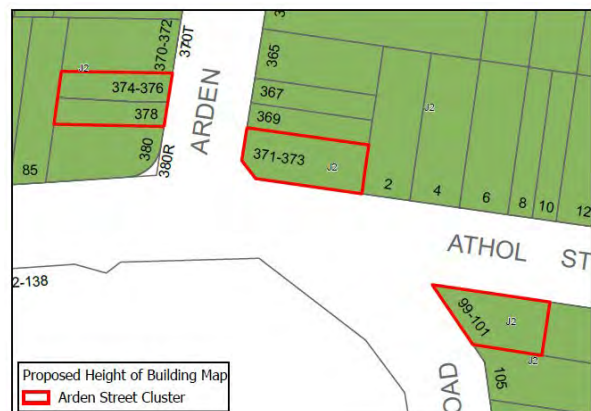 370-372
370T
J2
374-376
378
380
380R
85
ARDEN
365
367
369
371-373
J2
J2
2
4
6
8
10
12
ATHOL ST
2-138
99-101
J2
J2
105
OAD
Proposed Height of Building Map
Arden Street Cluster